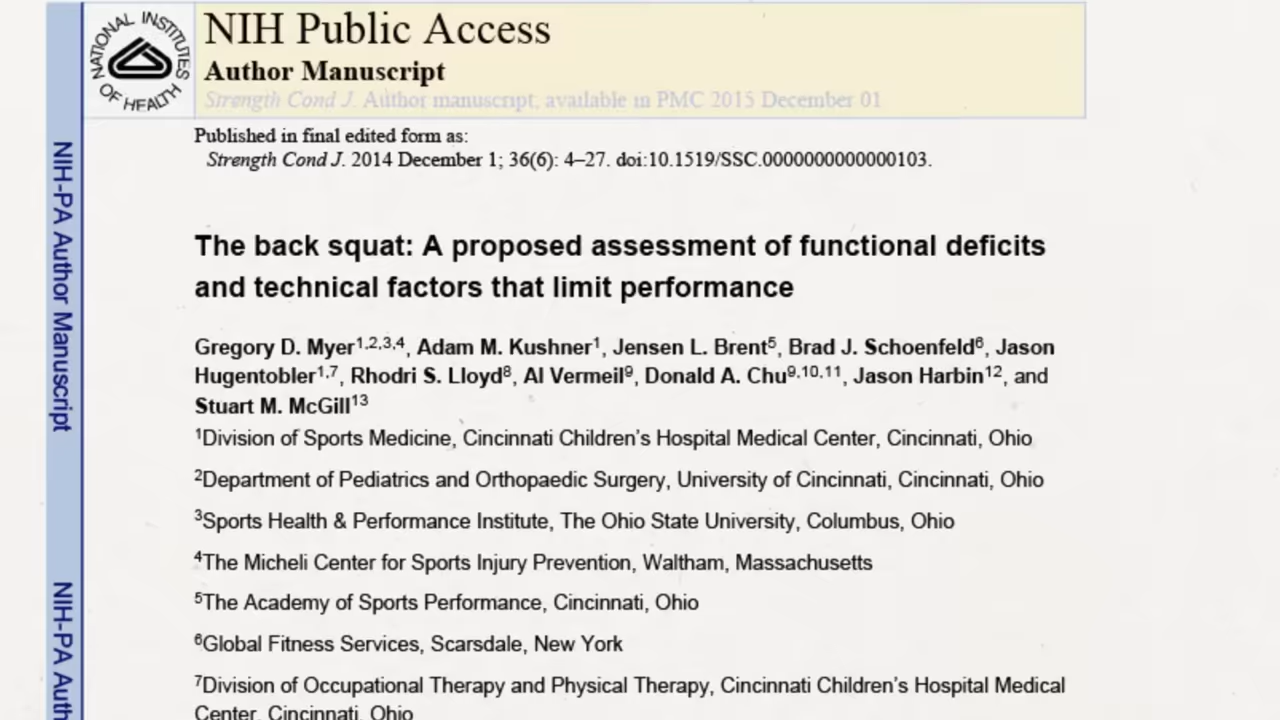 NATIONAL INSTITUTES OF HEALTH
NIH Public Access
Author Manuscript
Strength Cond J. Author manuscript; available in PMC 2015 December 01
Published in final edited form as:
Strength Cond J. 2014 December 1; 36(6): 4–27. doi:10.1519/SSC.0000000000000103.
The back squat: A proposed assessment of functional deficits
and technical factors that limit performance
Gregory D. Myer1,2,3,4, Adam M. Kushner1, Jensen L. Brent5, Brad J. Schoenfeld6, Jason
Hugentobler1,7, Rhodri S. Lloyd8, Al Vermeil9, Donald A. Chu9,10,11, Jason Harbin12, and
Stuart M. McGill13
1Division of Sports Medicine, Cincinnati Children's Hospital Medical Center, Cincinnati, Ohio
2Department of Pediatrics and Orthopaedic Surgery, University of Cincinnati, Cincinnati, Ohio
3Sports Health & Performance Institute, The Ohio State University, Columbus, Ohio
4The Micheli Center for Sports Injury Prevention, Waltham, Massachusetts
5The Academy of Sports Performance, Cincinnati, Ohio
6Global Fitness Services, Scarsdale, New York
7Division of Occupational Therapy and Physical Therapy, Cincinnati Children's Hospital Medical
Center, Cincinnati, Ohio
NIH-PA Author Manuscript
NIH-PA Auth